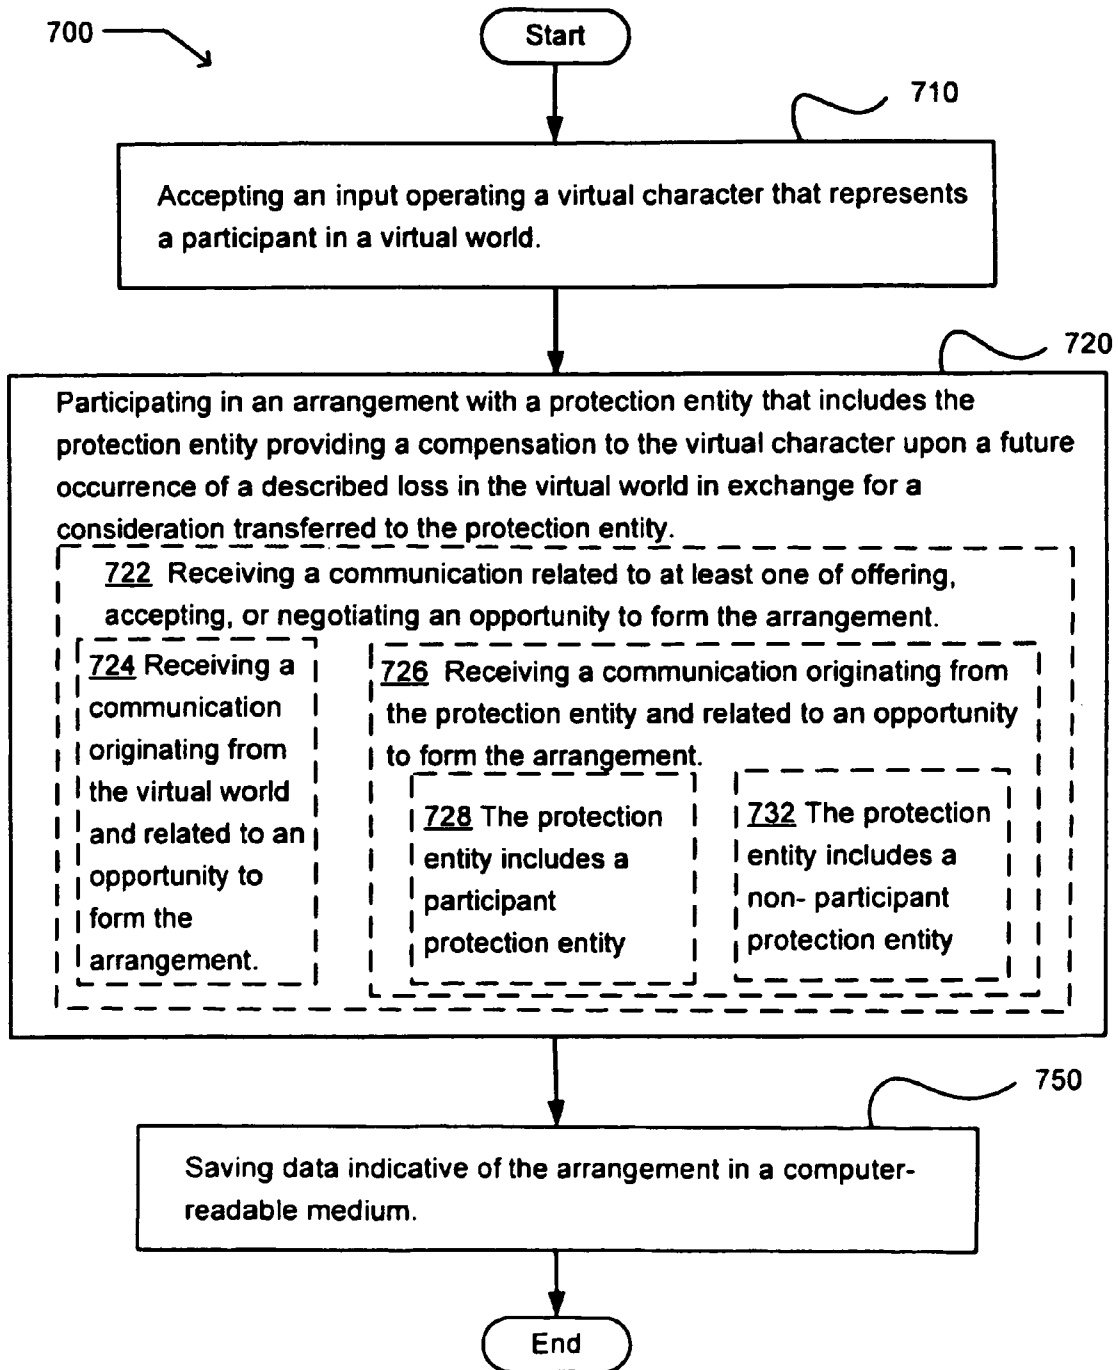 700
Start
710
Accepting an input operating a virtual character that represents
a participant in a virtual world.
720
Participating in an arrangement with a protection entity that includes the
protection entity providing a compensation to the virtual character upon a future
occurrence of a described loss in the virtual world in exchange for a
consideration transferred to the protection entity.
722 Receiving a communication related to at least one of offering,
accepting, or negotiating an opportunity to form the arrangement.
724 Receiving a
communication
originating from
the virtual world
and related to an
opportunity to
form the
arrangement.
726 Receiving a communication originating from
the protection entity and related to an opportunity
to form the arrangement.
728 The protection
entity includes a
participant
protection entity
732 The protection
entity includes a
non- participant
protection entity
750
Saving data indicative of the arrangement in a computer-
readable medium.
End